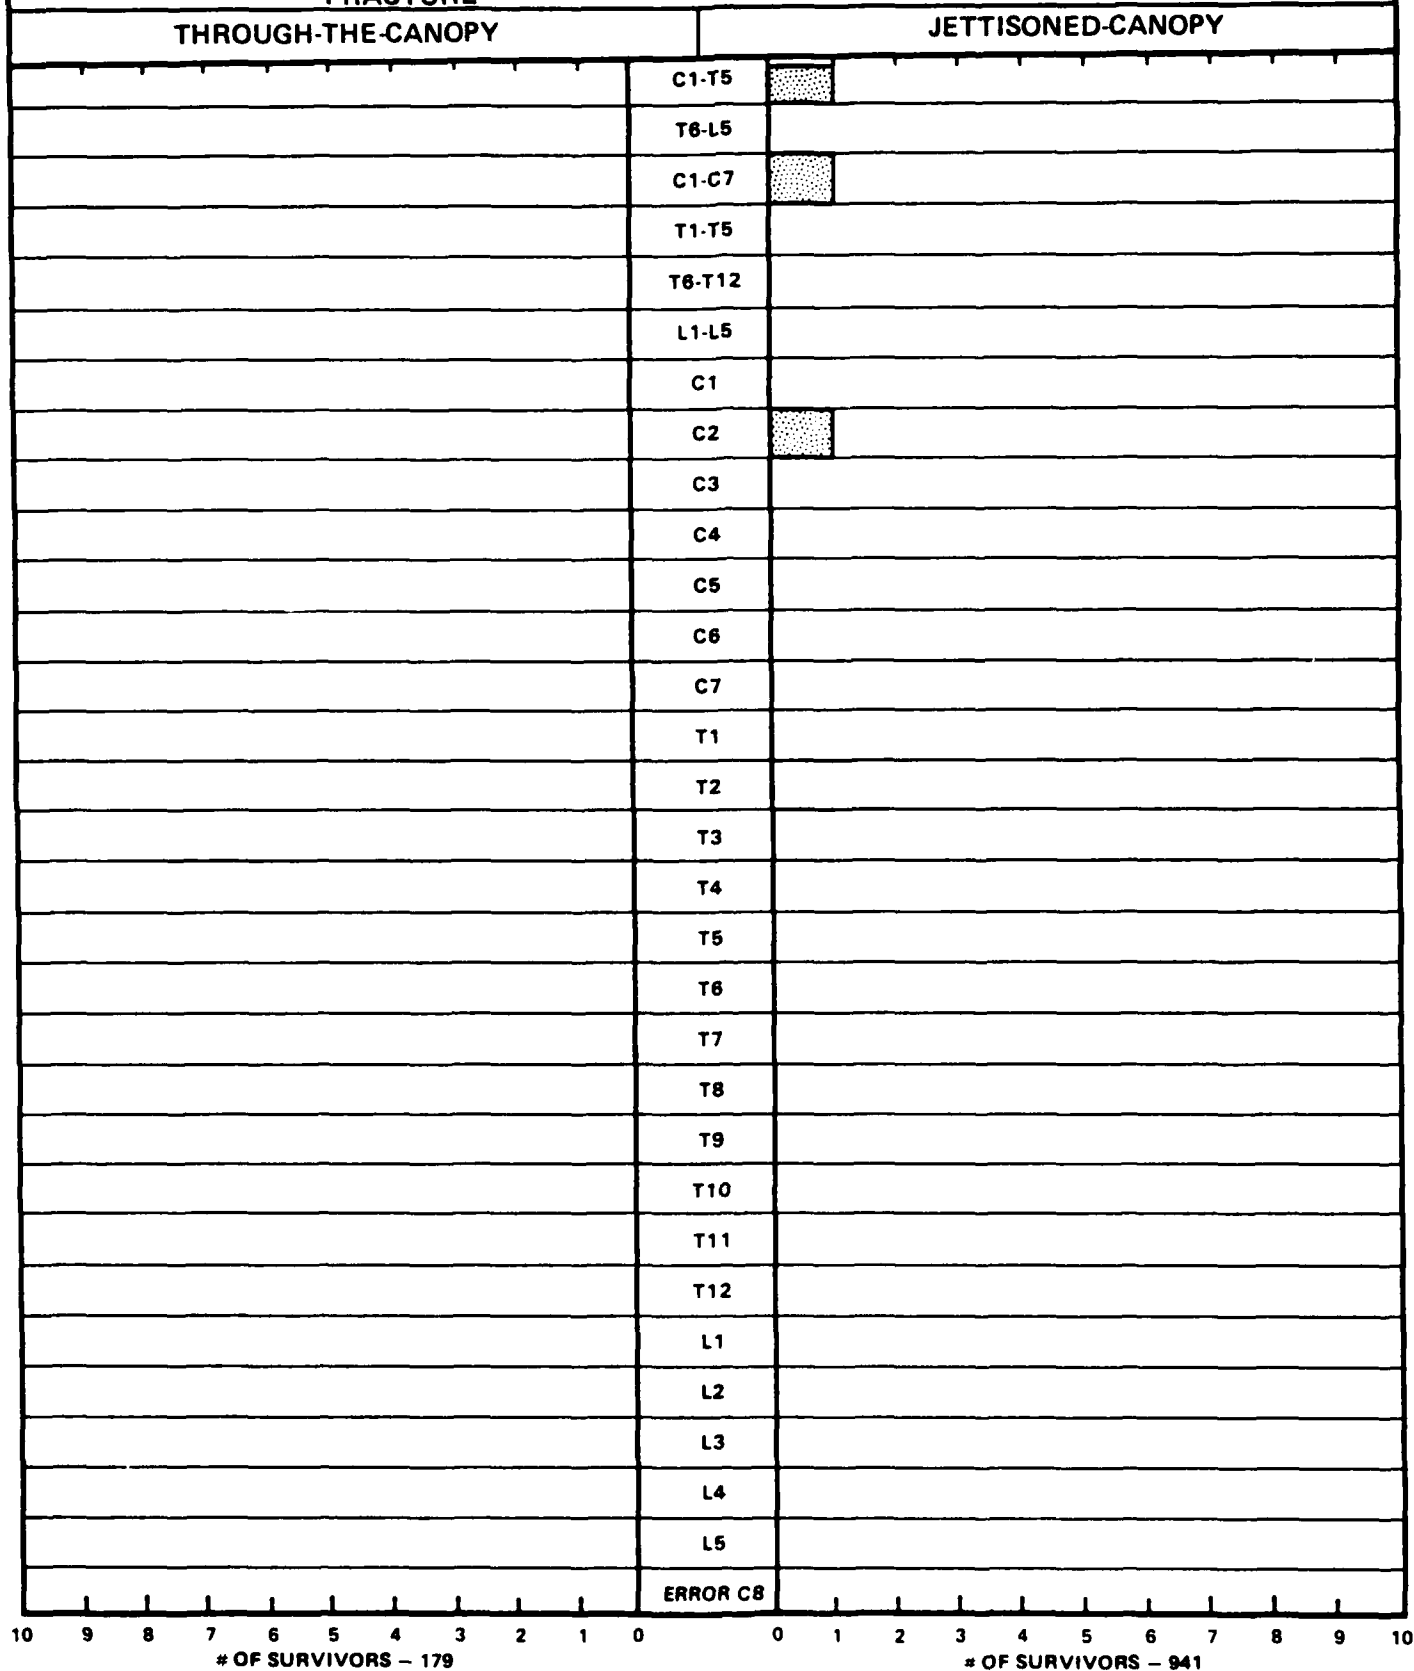 FRACTURE
THROUGH-THE-CANOPY JETTISONED-CANOPY
C1-T5
T6-L5
C1-C7
T1-T5
T6-T12
L1-L5
C1
C2
C3
C4
C5
C6
C7
T1
T2
T3
T4
T5
T6
T7
T8
T9
T10
T11
T12
L1
L2
L3
L4
L5
ERROR C8
10 9 8 7 6 5 4 3 2 1 0 0 1 2 3 4 5 6 7 8 9 10
# OF SURVIVORS – 179 # OF SURVIVORS – 941